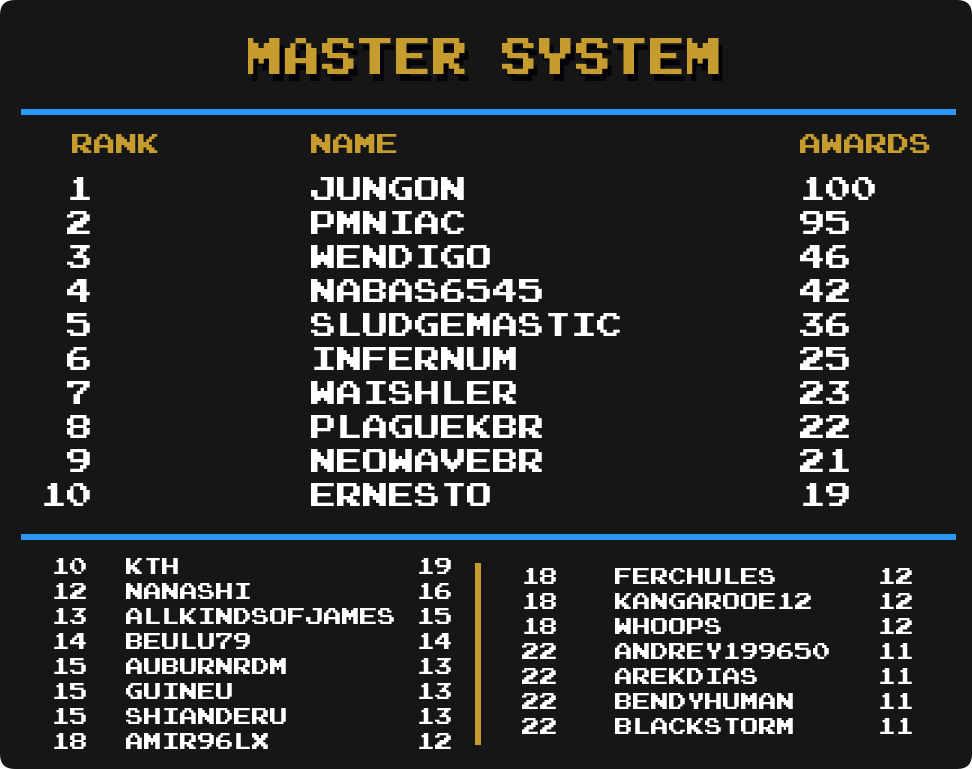 MASTER SYSTEM
RANK NAME AWARDS
1 JUNGON 100
2 PMNIAC 95
3 WENDIGO 46
4 NABAS6545 42
5 SLUDGEMASTIC 36
6 INFERNUM 25
7 WAISHLER 23
8 PLAGUEKBR 22
9 NEOWAVEBR 21
10 ERNESTO 19
10 KTH 19
12 NANASHI 16
13 ALLKINDSOFJAMES 15
14 BEULU79 14
15 AUBURNRDM 13
15 GUINEU 13
15 SHIANDERU 13
18 AMIR96LX 12
18 FERCHULES 12
18 KANGAROOE12 12
18 WHOOPS 12
22 ANDREY199650 11
22 AREKDIAS 11
22 BENDYHUMAN 11
22 BLACKSTORM 11